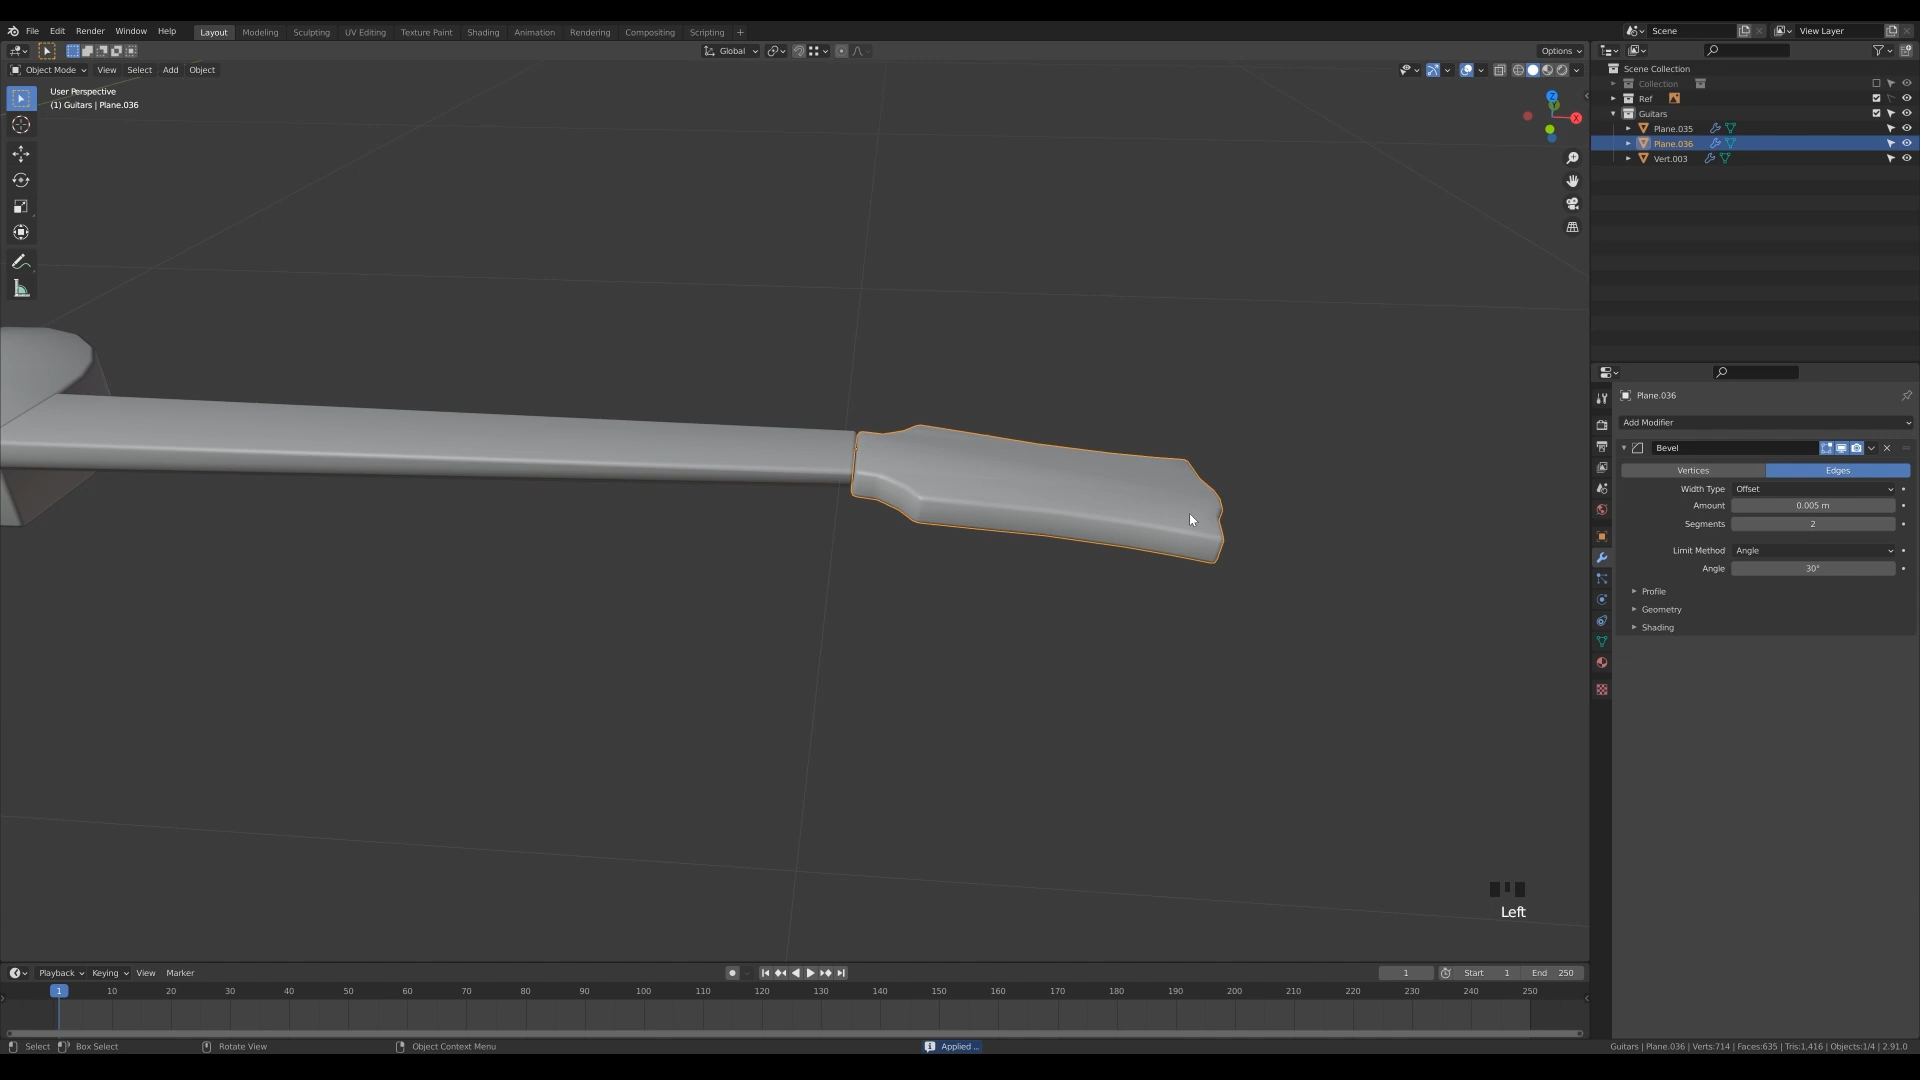 File Edit Render Window Help Layout Modeling Sculpting UV Editing Texture Paint Shading Animation Rendering Compositing Scripting + Scene View Layer
Global Options
Object Mode View Select Add Object
User Perspective
(1) Guitars | Plane.036
Z
Y
X
Scene Collection
Collection
Ref
Guitars
Plane.035
Plane.036
Vert.003
Plane.036
Add Modifier
Bevel
Vertices Edges
Width Type Offset
Amount 0.005 m
Segments 2
Limit Method Angle
Angle 30°
Profile
Geometry
Shading
Left
Playback Keying View Marker 1 Start 1 End 250
1 10 20 30 40 50 60 70 80 90 100 110 120 130 140 150 160 170 180 190 200 210 220 230 240 250
Select Box Select Rotate View Object Context Menu Applied ... Guitars | Plane.036 | Verts:714 | Faces:635 | Tris:1,416 | Objects:1/4 | 2.91.0